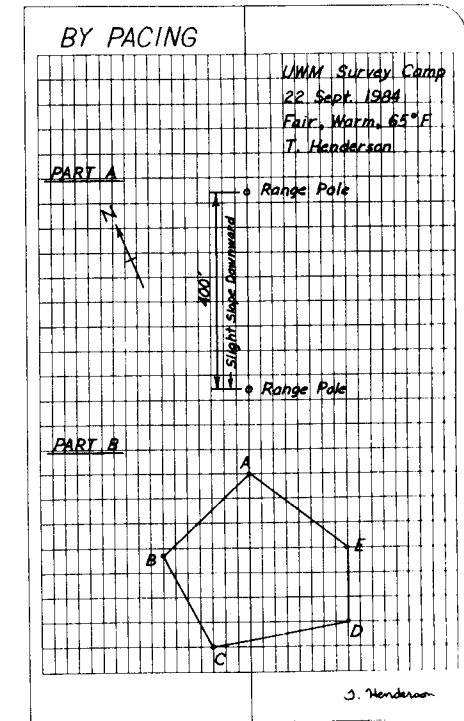 BY PACING
UWM Survey Camp
22 Sept. 1984
Fair, Warm, 65°F
T. Henderson
PART A
N
Range Pole
400'
Slight Slope Downward
Range Pole
PART B
A
B
E
D
C
J. Henderson